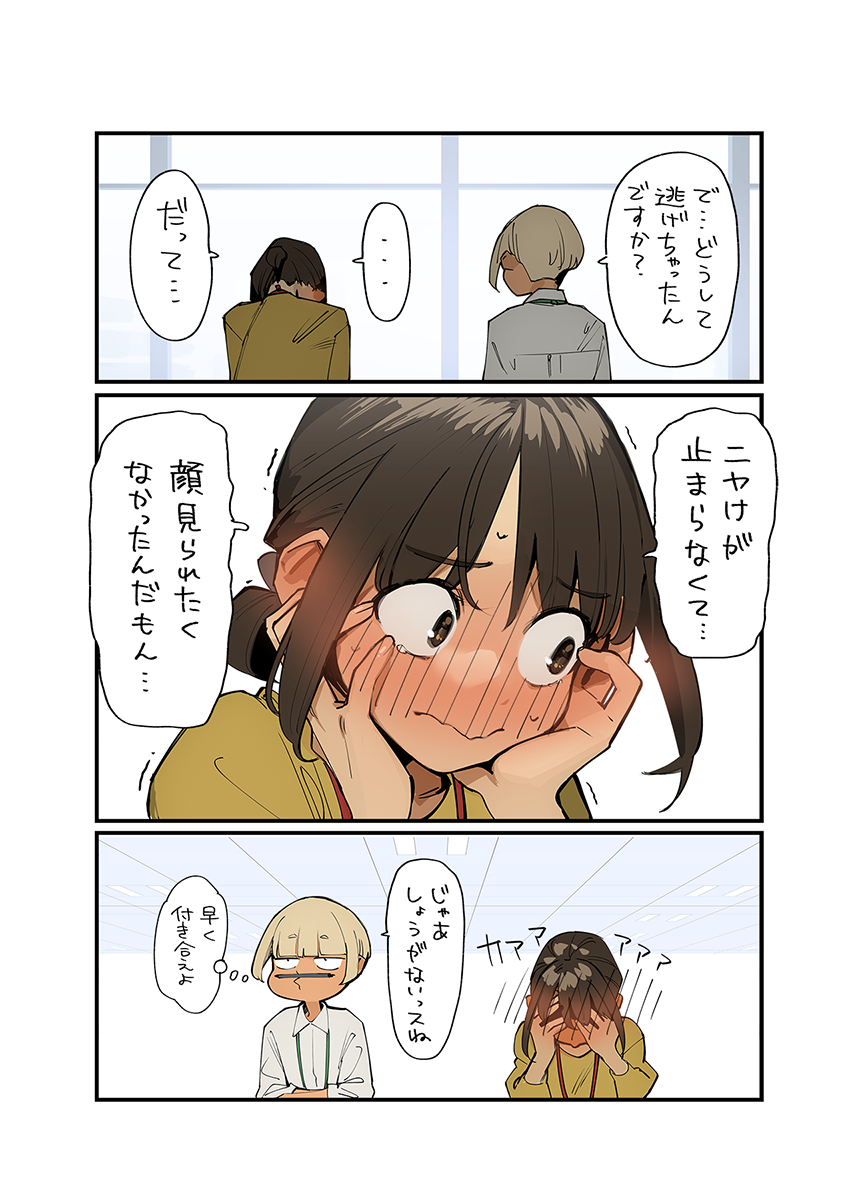 で…どうして
逃げちゃったん
ですか？
・・・
だって…
ニヤけが
止まらなくて…
顔見られたく
なかったんだもん…
カァァァ
アァァ
じゃあ
しょうがないっスね
早く
付き合えよ